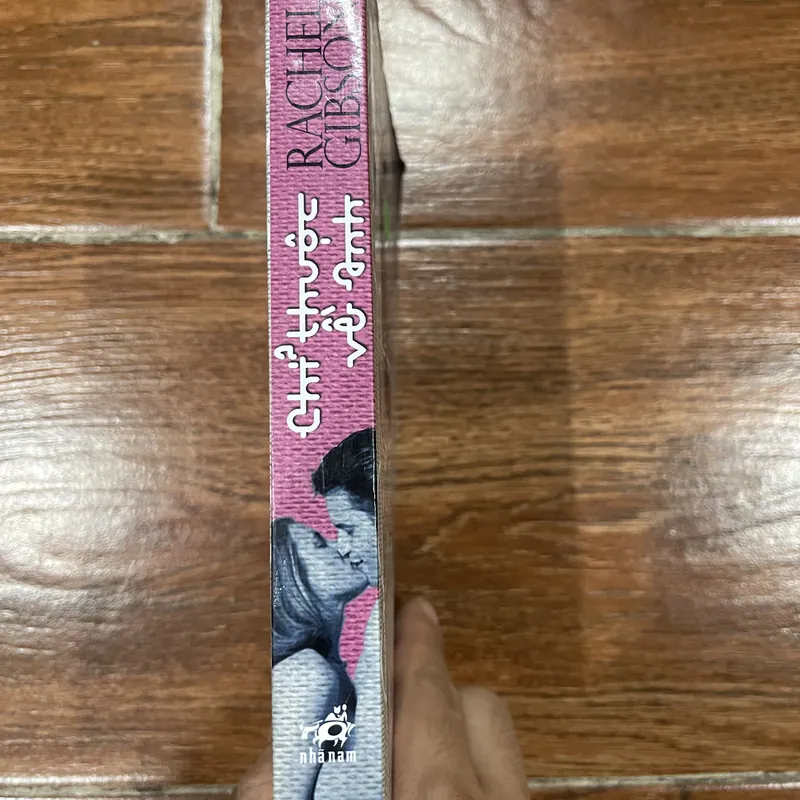 RACHEL
GIBSON
Chỉ thuộc
về anh
nhã nam